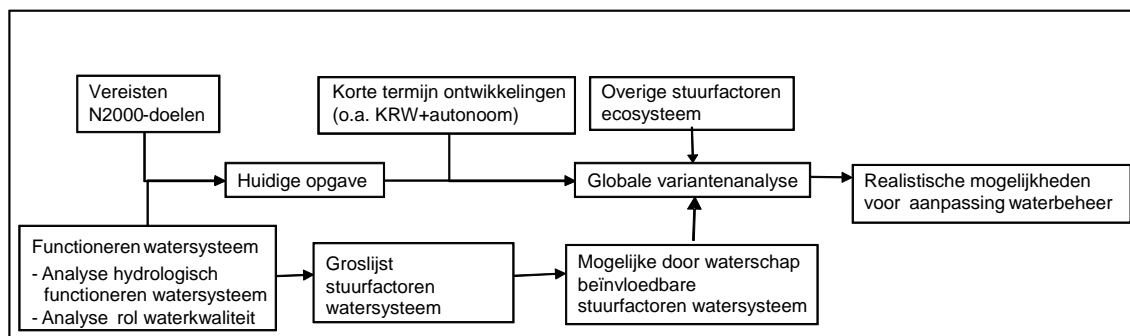 Vereisten
N2000-doelen
Korte termijn ontwikkelingen
(o.a. KRW+autonoom)
Overige stuurfactoren
ecosysteem
Huidige opgave
Globale variantenanalyse
Realistische mogelijkheden
voor aanpassing waterbeheer
Functioneren watersysteem
- Analyse hydrologisch
functioneren watersysteem
- Analyse rol waterkwaliteit
Groslijst
stuurfactoren
watersysteem
Mogelijke door waterschap
beïnvloedbare
stuurfactoren watersysteem